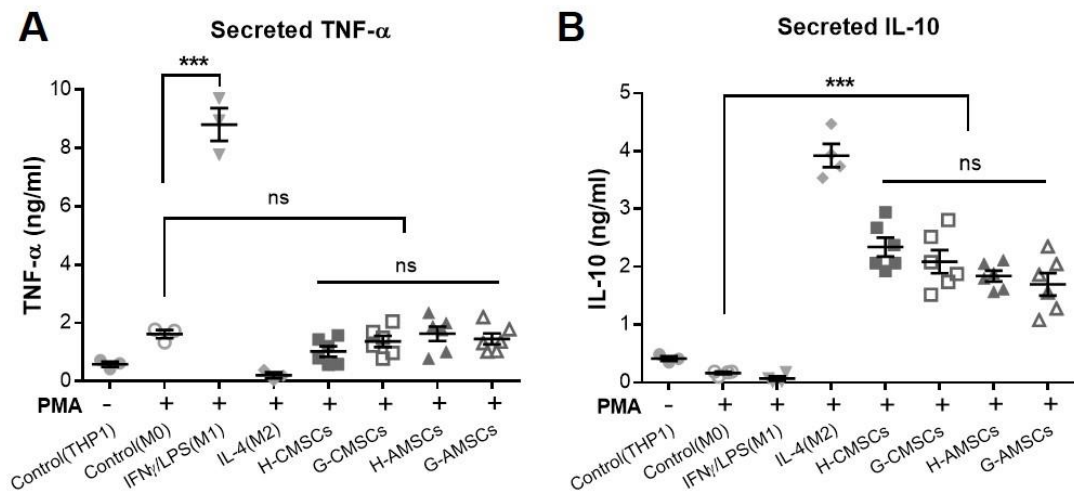 A
Secreted TNF-α
***
10
8
6
4
2
0
TNF-α (ng/ml)
ns
ns
PMA - + + + + + + +
Control(THP1)
Control(M0)
IFNγ/LPS(M1)
IL-4(M2)
H-CMSCs
G-CMSCs
H-AMSCs
G-AMSCs
B
Secreted IL-10
***
5
4
3
2
1
0
IL-10 (ng/ml)
ns
PMA - + + + + + + +
Control(THP1)
Control(M0)
IFNγ/LPS(M1)
IL-4(M2)
H-CMSCs
G-CMSCs
H-AMSCs
G-AMSCs